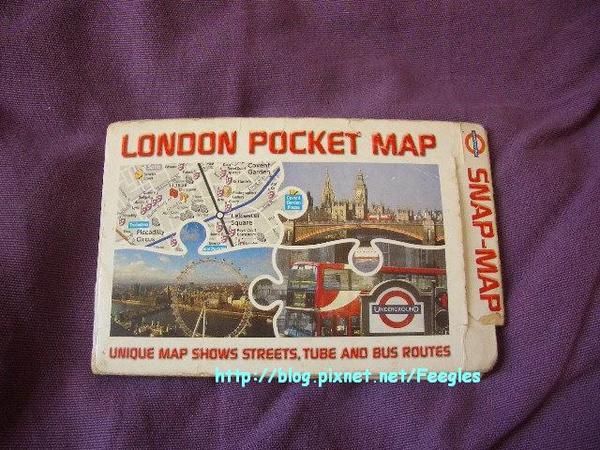 LONDON POCKET MAP
SNAP-MAP
Covent Garden
Leicester Square
Piccadilly Circus
UNDERGROUND
UNIQUE MAP SHOWS STREETS, TUBE AND BUS ROUTES
http://blog.pixnet.net/Feegles